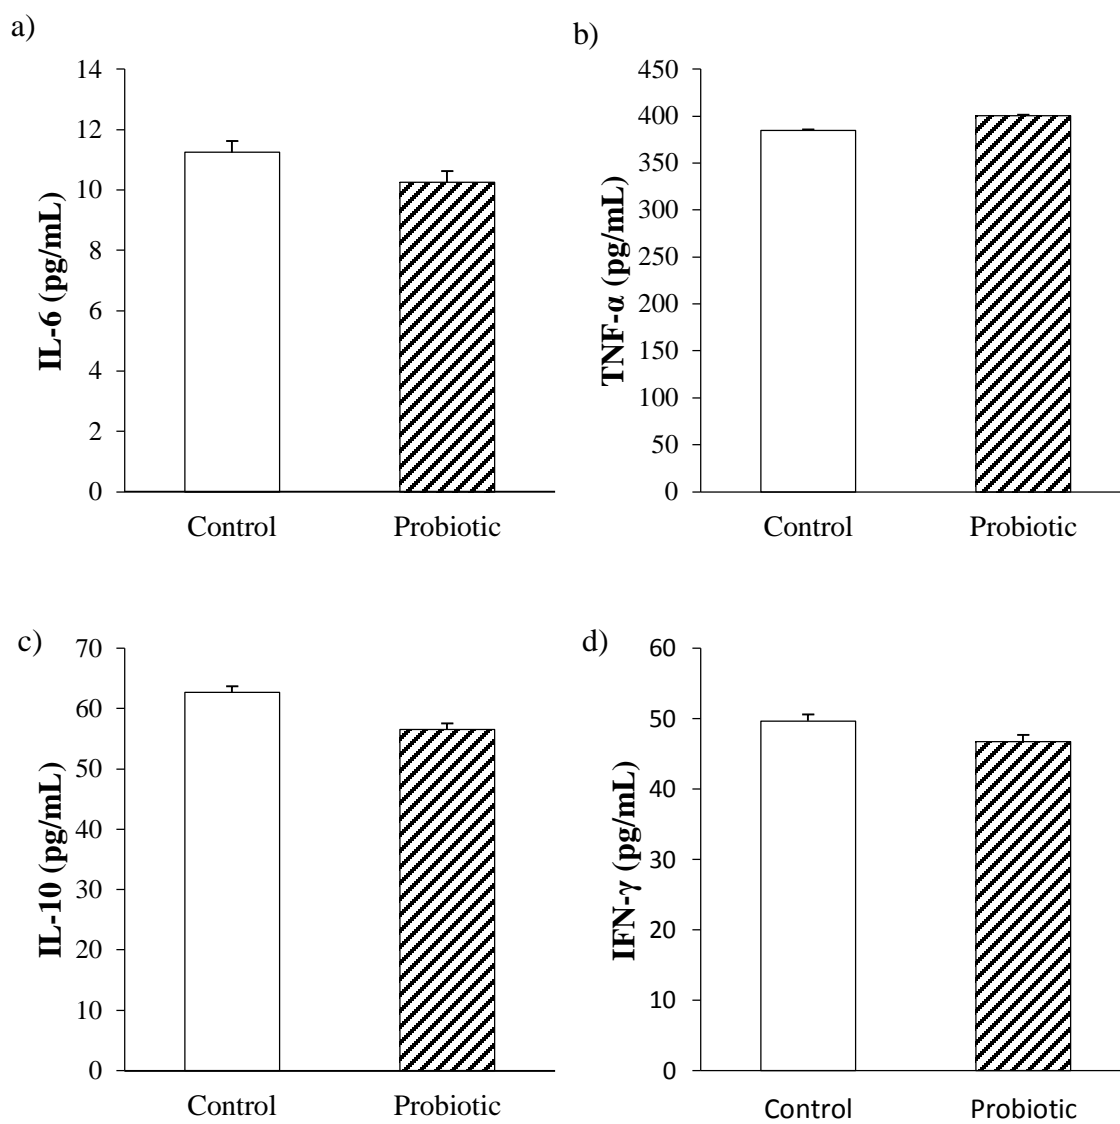 a)
14
12
10
8
6
4
2
0
IL-6 (pg/mL)
Control Probiotic
b)
450
400
350
300
250
200
150
100
50
0
TNF-α (pg/mL)
Control Probiotic
c)
70
60
50
40
30
20
10
0
IL-10 (pg/mL)
Control Probiotic
d)
60
50
40
30
20
10
0
IFN-γ (pg/mL)
Control Probiotic